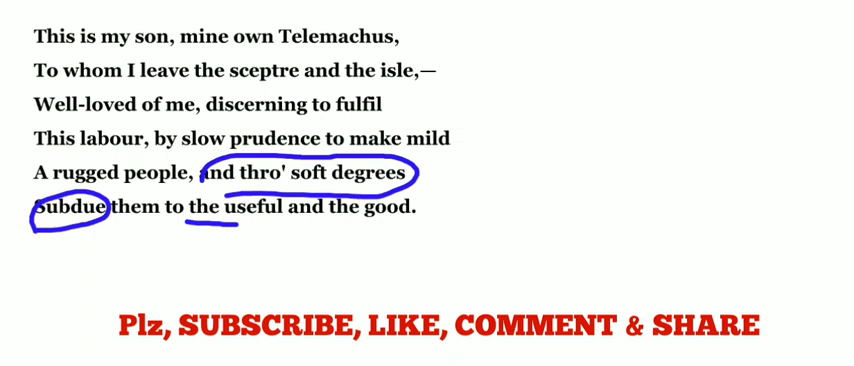 This is my son, mine own Telemachus,
To whom I leave the sceptre and the isle,—
Well-loved of me, discerning to fulfil
This labour, by slow prudence to make mild
A rugged people, and thro' soft degrees
Subdue them to the useful and the good.
Plz, SUBSCRIBE, LIKE, COMMENT & SHARE